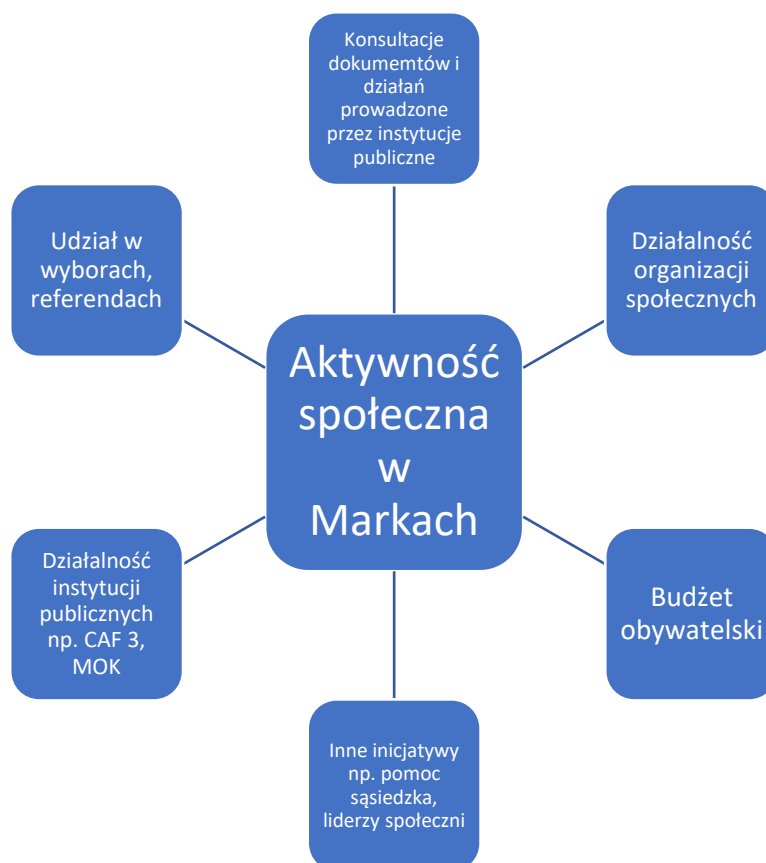 Konsultacje
dokumemtów i
działań
prowadzone
przez instytucje
publiczne
Udział w
wyborach,
referendach
Działalność
organizacji
społecznych
Aktywność
społeczna
w
Markach
Działalność
instytucji
publicznych
np. CAF 3,
MOK
Budżet
obywatelski
Inne inicjatywy
np. pomoc
sąsiedzka,
liderzy społeczni